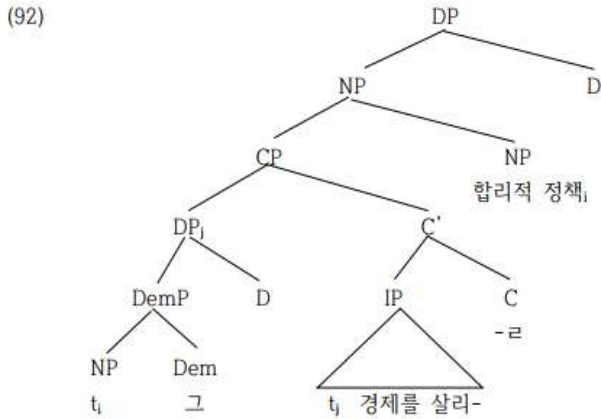 (92)
DP
NP D
CP NP
합리적 정책i
DPj C'
DemP D IP C
-ㄹ
NP Dem
ti 그 tj 경제를 살리-